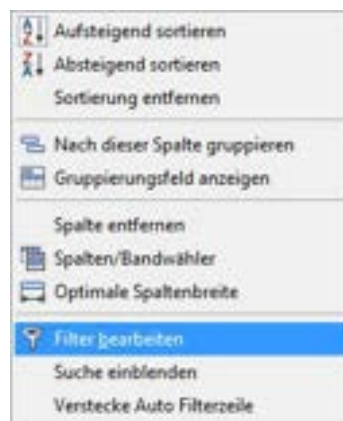 Aufsteigend sortieren
Absteigend sortieren
Sortierung entfernen
Nach dieser Spalte gruppieren
Gruppierungsfeld anzeigen
Spalte entfernen
Spalten/Bandwähler
Optimale Spaltenbreite
Filter bearbeiten
Suche einblenden
Verstecke Auto Filterzeile